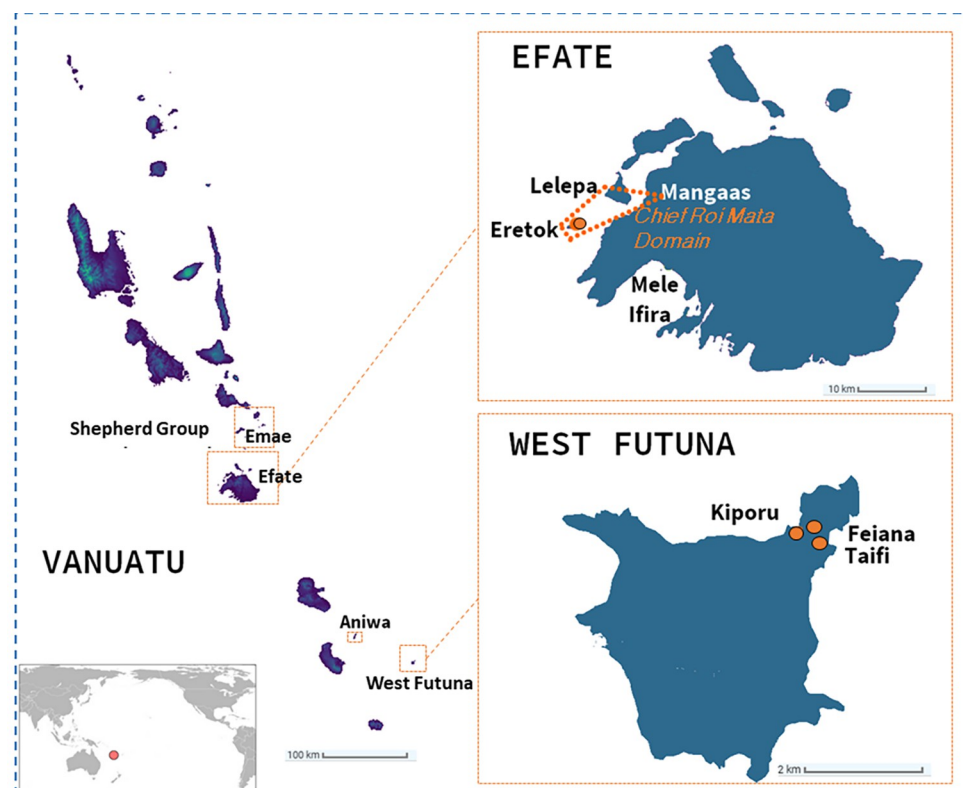 EFATE
Lelepa
Mangaas
Chief Roi Mata
Domain
Eretok
Mele
Ifira
10 km
Shepherd Group
Emae
Efate
WEST FUTUNA
Kiporu
Feiana
Taifi
VANUATU
Aniwa
West Futuna
100 km
2 km